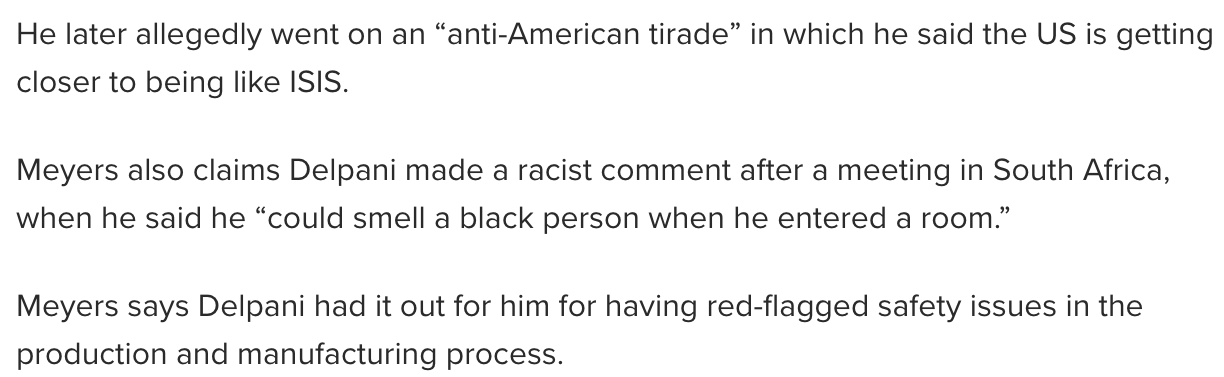 He later allegedly went on an “anti-American tirade” in which he said the US is getting
closer to being like ISIS.
Meyers also claims Delpani made a racist comment after a meeting in South Africa,
when he said he “could smell a black person when he entered a room.”
Meyers says Delpani had it out for him for having red-flagged safety issues in the
production and manufacturing process.